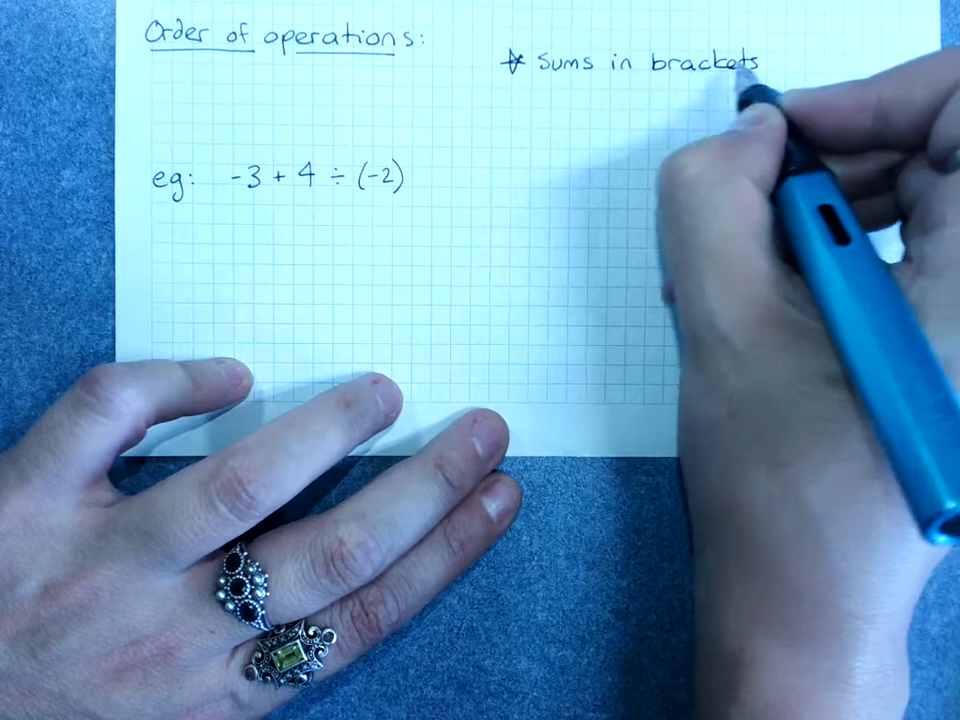 Order of operations:
* sums in brackets
eg: -3 + 4 ÷ (-2)